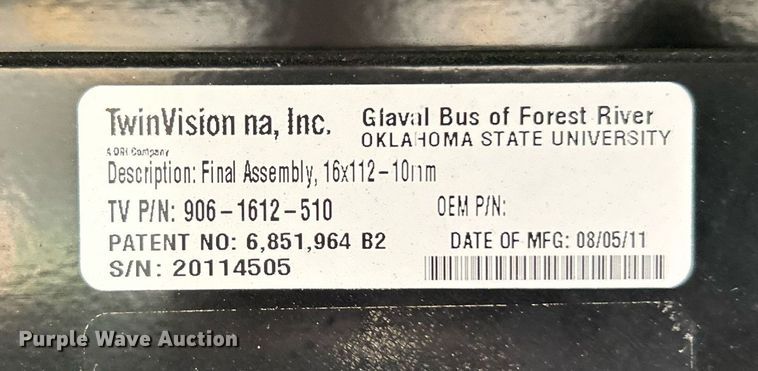 TwinVision na, Inc. Glaval Bus of Forest River
A DRI Company OKLAHOMA STATE UNIVERSITY
Description: Final Assembly, 16x112-10mm
TV P/N: 906-1612-510 OEM P/N:
PATENT NO: 6,851,964 B2 DATE OF MFG: 08/05/11
S/N: 20114505
Purple Wave Auction